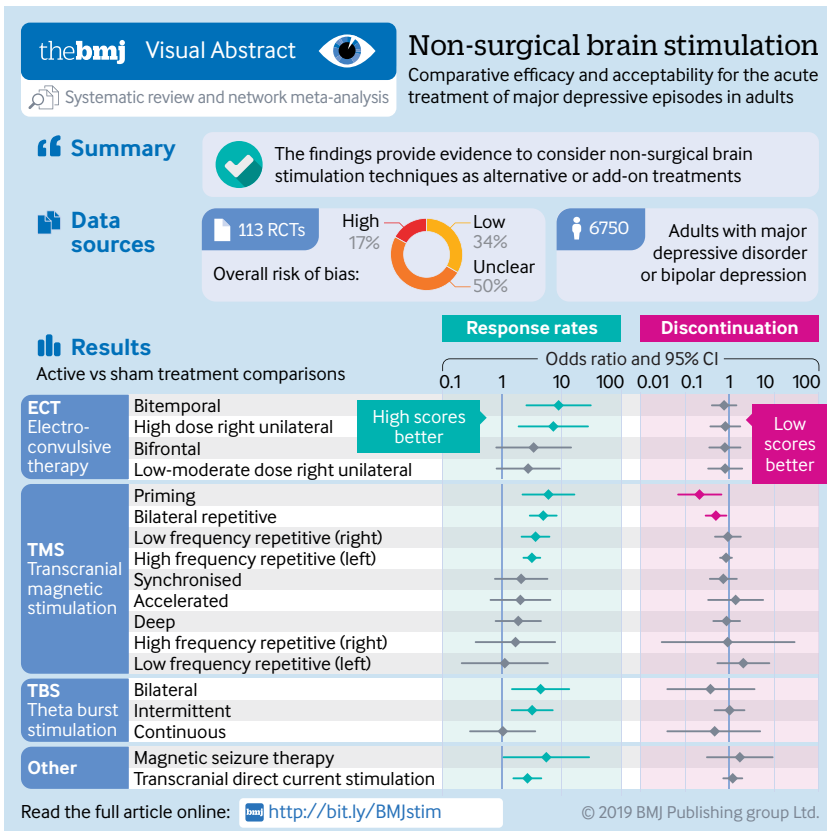 thebmj Visual Abstract
Systematic review and network meta-analysis
Non-surgical brain stimulation
Comparative efficacy and acceptability for the acute
treatment of major depressive episodes in adults
Summary
The findings provide evidence to consider non-surgical brain
stimulation techniques as alternative or add-on treatments
Data
sources
113 RCTs
Overall risk of bias:
High
17%
Low
34%
Unclear
50%
6750
Adults with major
depressive disorder
or bipolar depression
Results
Active vs sham treatment comparisons
Response rates
Discontinuation
Odds ratio and 95% CI
0.1 1 10 100 0.01 0.1 1 10 100
High scores
better
Low
scores
better
ECT
Electro-
convulsive
therapy
Bitemporal
High dose right unilateral
Bifrontal
Low-moderate dose right unilateral
TMS
Transcranial
magnetic
stimulation
Priming
Bilateral repetitive
Low frequency repetitive (right)
High frequency repetitive (left)
Synchronised
Accelerated
Deep
High frequency repetitive (right)
Low frequency repetitive (left)
TBS
Theta burst
stimulation
Bilateral
Intermittent
Continuous
Other
Magnetic seizure therapy
Transcranial direct current stimulation
Read the full article online: bmj http://bit.ly/BMJstim
© 2019 BMJ Publishing group Ltd.